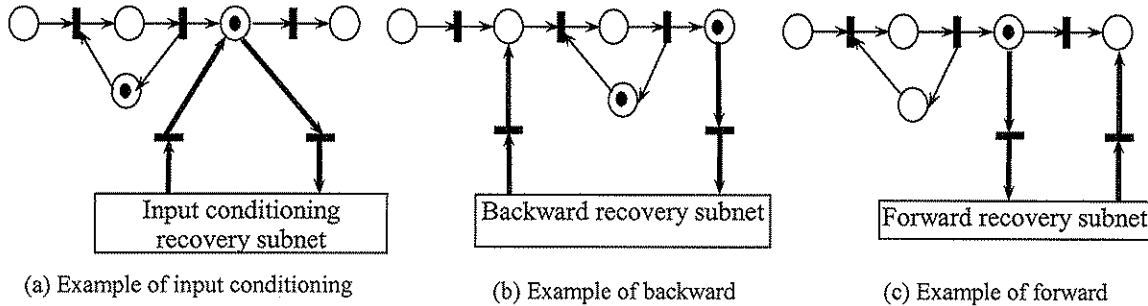 Input conditioning
recovery subnet
Backward recovery subnet
Forward recovery subnet
(a) Example of input conditioning
(b) Example of backward
(c) Example of forward